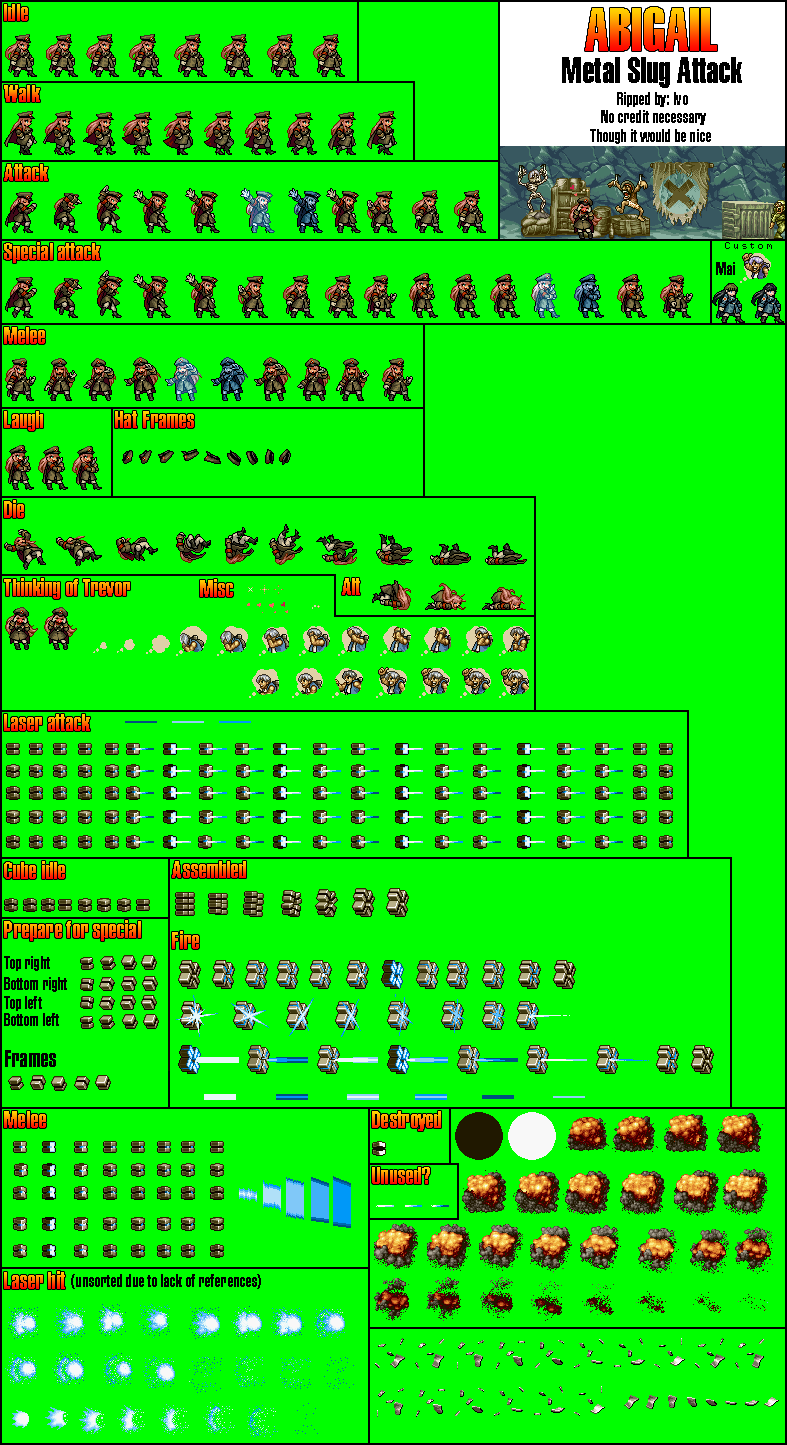 Idle
ABIGAIL
Metal Slug Attack
Ripped by: Ivo
No credit necessary
Though it would be nice
Walk
Attack
Special attack
Custom
Mai
Melee
Laugh
Hat Frames
Die
Thinking of Trevor
Misc
Alt
Laser attack
Cube idle
Assembled
Prepare for special
Fire
Top right
Bottom right
Top left
Bottom left
Frames
Melee
Destroyed
Unused?
Laser hit (unsorted due to lack of references)